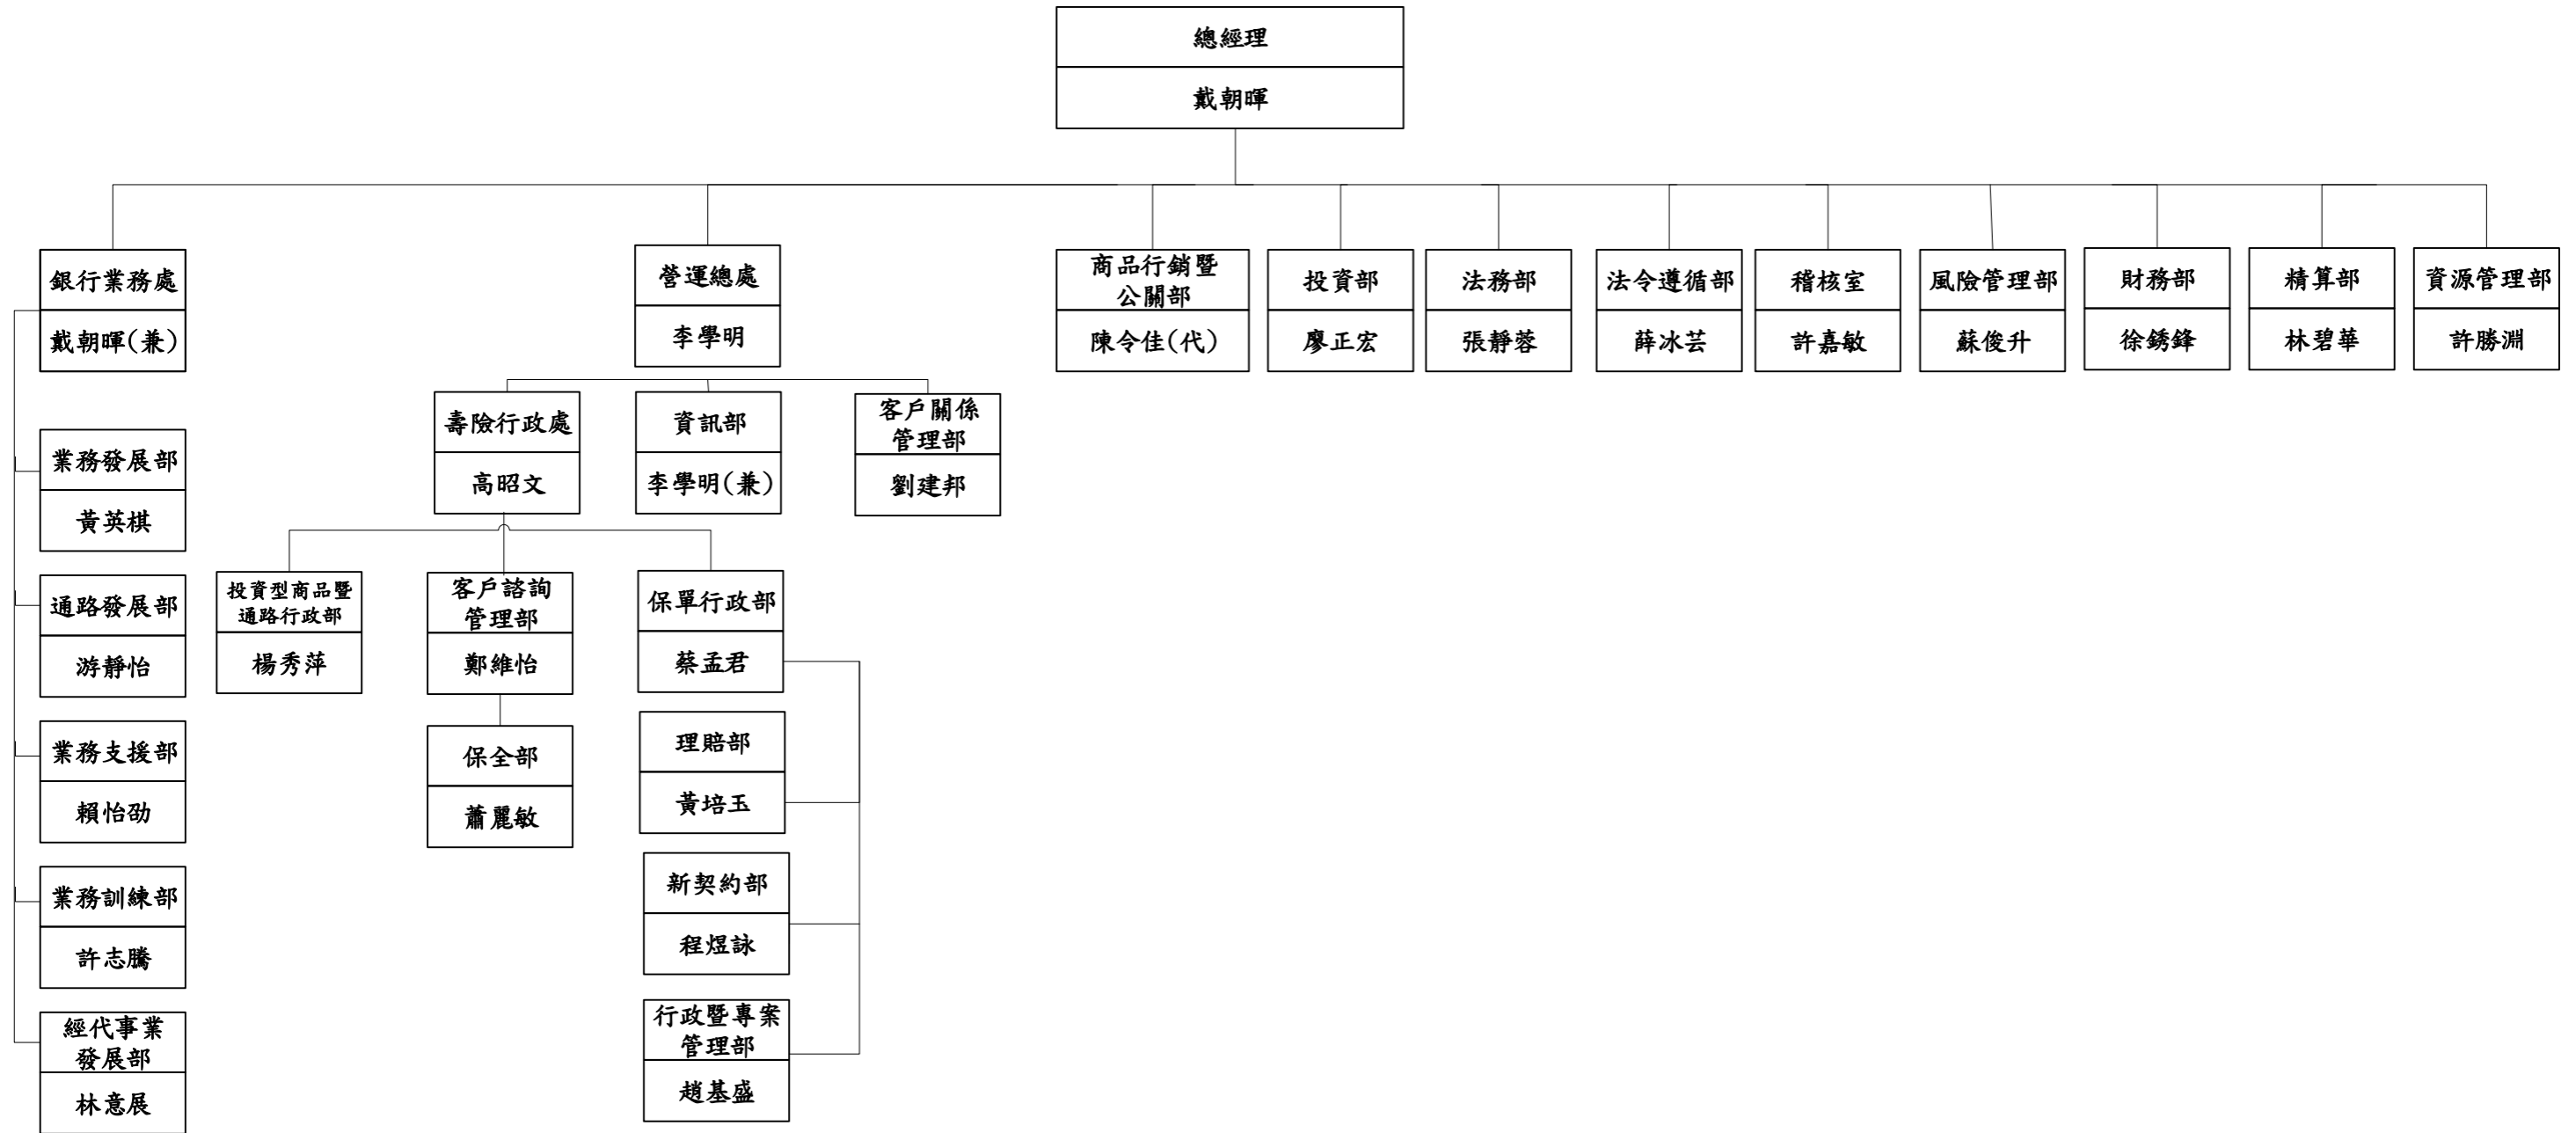 總經理
戴朝暉
銀行業務處
戴朝暉(兼)
營運總處
李學明
商品行銷暨
公關部
陳令佳(代)
投資部
廖正宏
法務部
張靜蓉
法令遵循部
薛冰芸
稽核室
許嘉敏
風險管理部
蘇俊升
財務部
徐銹鋒
精算部
林碧華
資源管理部
許勝淵
壽險行政處
高昭文
資訊部
李學明(兼)
客戶關係
管理部
劉建邦
業務發展部
黃英棋
通路發展部
游靜怡
業務支援部
賴怡劭
業務訓練部
許志騰
經代事業
發展部
林意展
投資型商品暨
通路行政部
楊秀萍
客戶諮詢
管理部
鄭維怡
保全部
蕭麗敏
保單行政部
蔡孟君
理賠部
黃培玉
新契約部
程煜詠
行政暨專案
管理部
趙基盛